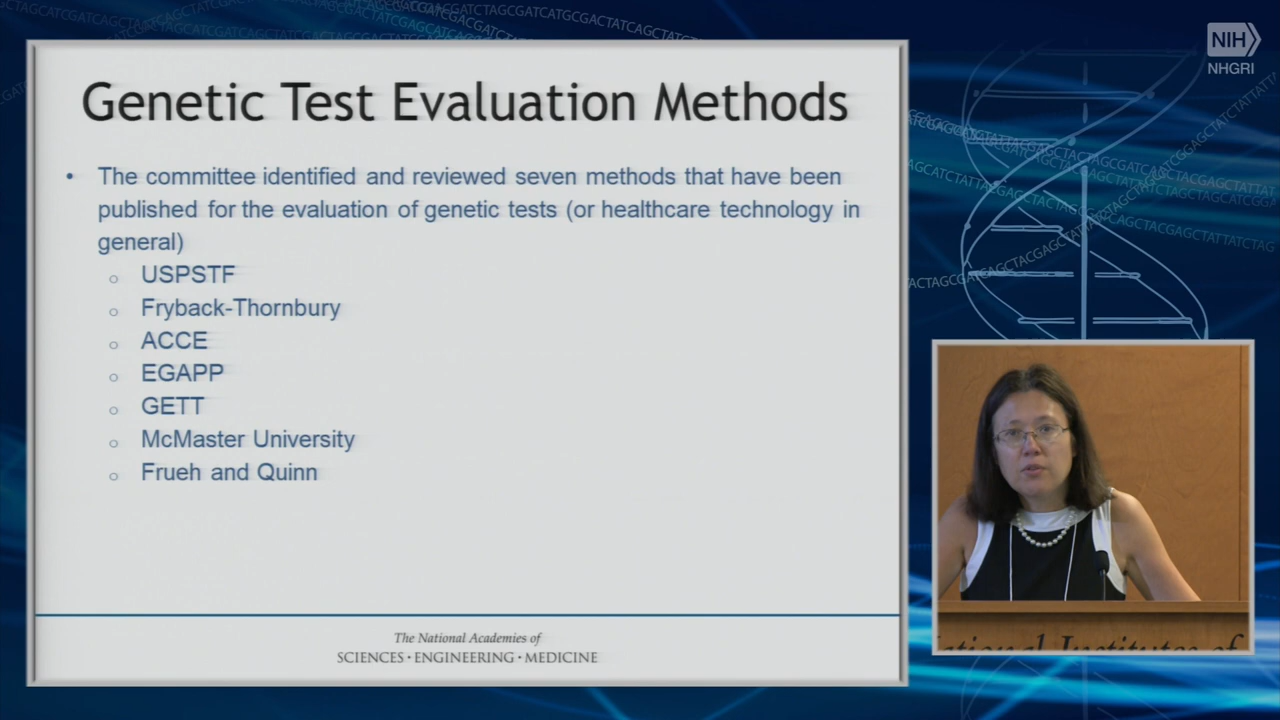 NIH
NHGRI
Genetic Test Evaluation Methods
• The committee identified and reviewed seven methods that have been
published for the evaluation of genetic tests (or healthcare technology in
general)
o USPSTF
o Fryback-Thornbury
o ACCE
o EGAPP
o GETT
o McMaster University
o Frueh and Quinn
The National Academies of
SCIENCES • ENGINEERING • MEDICINE
Institutes of